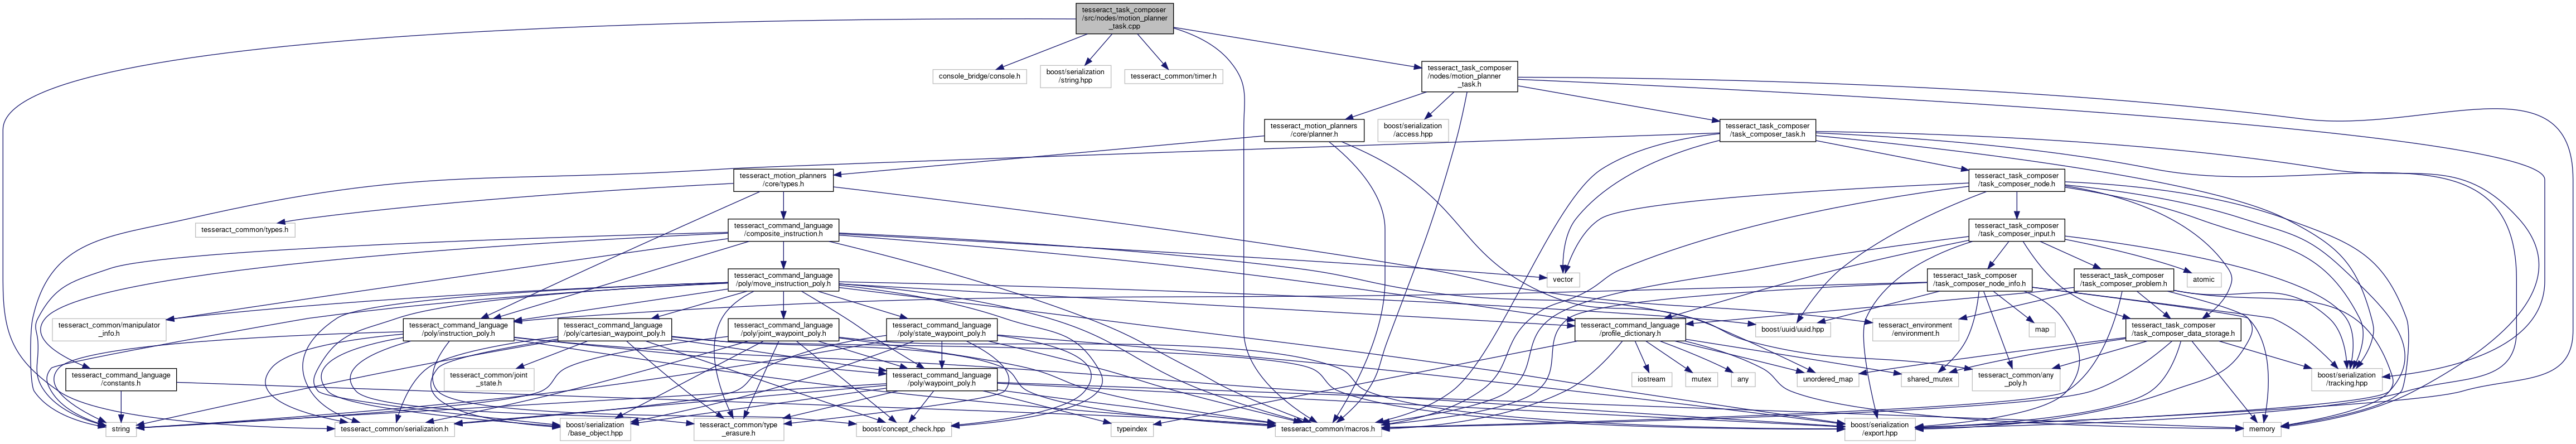 tesseract_task_composer
/src/nodes/motion_planner
_task.cpp
console_bridge/console.h
boost/serialization
/string.hpp
tesseract_common/timer.h
tesseract_task_composer
/nodes/motion_planner
_task.h
tesseract_motion_planners
/core/planner.h
boost/serialization
/access.hpp
tesseract_task_composer
/task_composer_task.h
tesseract_motion_planners
/core/types.h
tesseract_task_composer
/task_composer_node.h
tesseract_common/types.h
tesseract_command_language
/composite_instruction.h
tesseract_task_composer
/task_composer_input.h
tesseract_command_language
/poly/move_instruction_poly.h
vector
tesseract_task_composer
/task_composer_node_info.h
tesseract_task_composer
/task_composer_problem.h
atomic
tesseract_common/manipulator
_info.h
tesseract_command_language
/poly/instruction_poly.h
tesseract_command_language
/poly/cartesian_waypoint_poly.h
tesseract_command_language
/poly/joint_waypoint_poly.h
tesseract_command_language
/poly/state_waypoint_poly.h
tesseract_command_language
/profile_dictionary.h
boost/uuid/uuid.hpp
tesseract_environment
/environment.h
map
tesseract_task_composer
/task_composer_data_storage.h
tesseract_command_language
/constants.h
tesseract_common/joint
_state.h
tesseract_command_language
/poly/waypoint_poly.h
iostream
mutex
any
unordered_map
shared_mutex
tesseract_common/any
_poly.h
boost/serialization
/tracking.hpp
string
tesseract_common/serialization.h
boost/serialization
/base_object.hpp
tesseract_common/type
_erasure.h
boost/concept_check.hpp
typeindex
tesseract_common/macros.h
boost/serialization
/export.hpp
memory